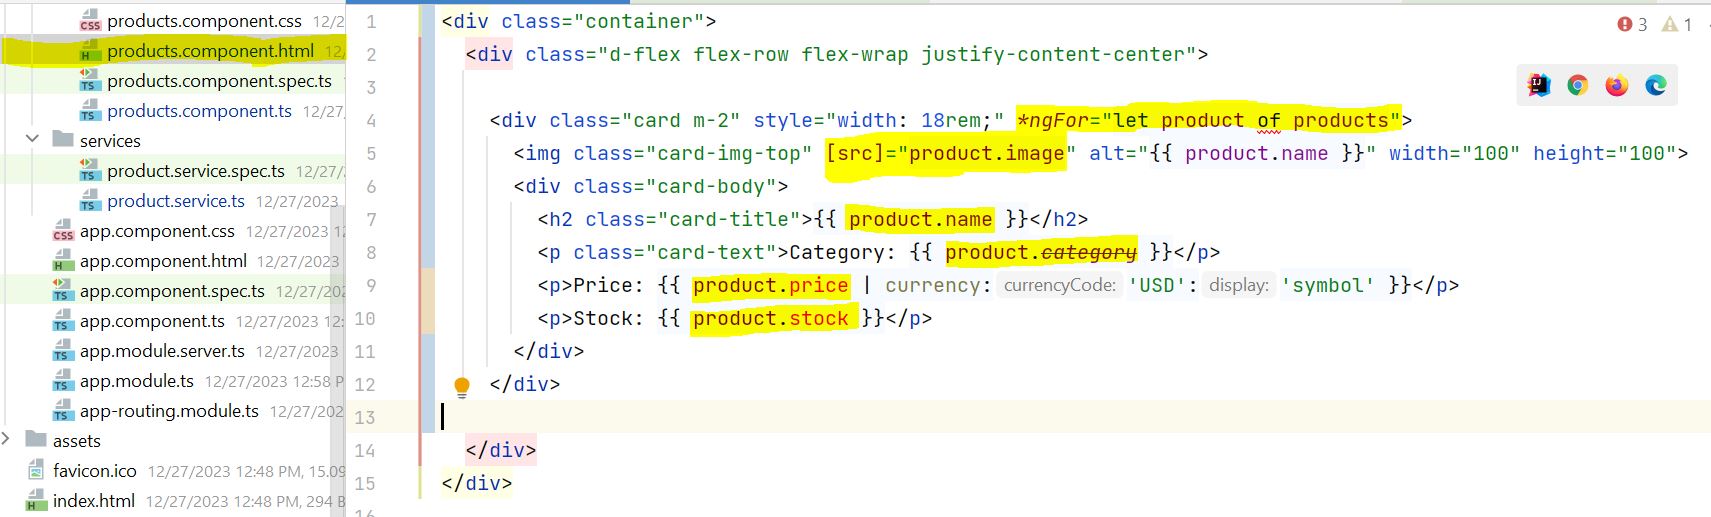 products.component.css 12/27/2
products.component.html 12/
products.component.spec.ts
products.component.ts 12/27/
services
product.service.spec.ts 12/27/
product.service.ts 12/27/2023
app.component.css 12/27/2023 12
app.component.html 12/27/2023
app.component.spec.ts 12/27/202
app.component.ts 12/27/2023 12:
app.module.server.ts 12/27/2023
app.module.ts 12/27/2023 12:58 P
app-routing.module.ts 12/27/202
assets
favicon.ico 12/27/2023 12:48 PM, 15.09
index.html 12/27/2023 12:48 PM, 294 B
1 <div class="container">
2 <div class="d-flex flex-row flex-wrap justify-content-center">
3
4 <div class="card m-2" style="width: 18rem;" *ngFor="let product of products">
5 <img class="card-img-top" [src]="product.image" alt="{{ product.name }}" width="100" height="100">
6 <div class="card-body">
7 <h2 class="card-title">{{ product.name }}</h2>
8 <p class="card-text">Category: {{ product.category }}</p>
9 <p>Price: {{ product.price | currency: currencyCode: 'USD': display: 'symbol' }}</p>
10 <p>Stock: {{ product.stock }}</p>
11 </div>
12 </div>
13
14 </div>
15 </div>
16
3 1